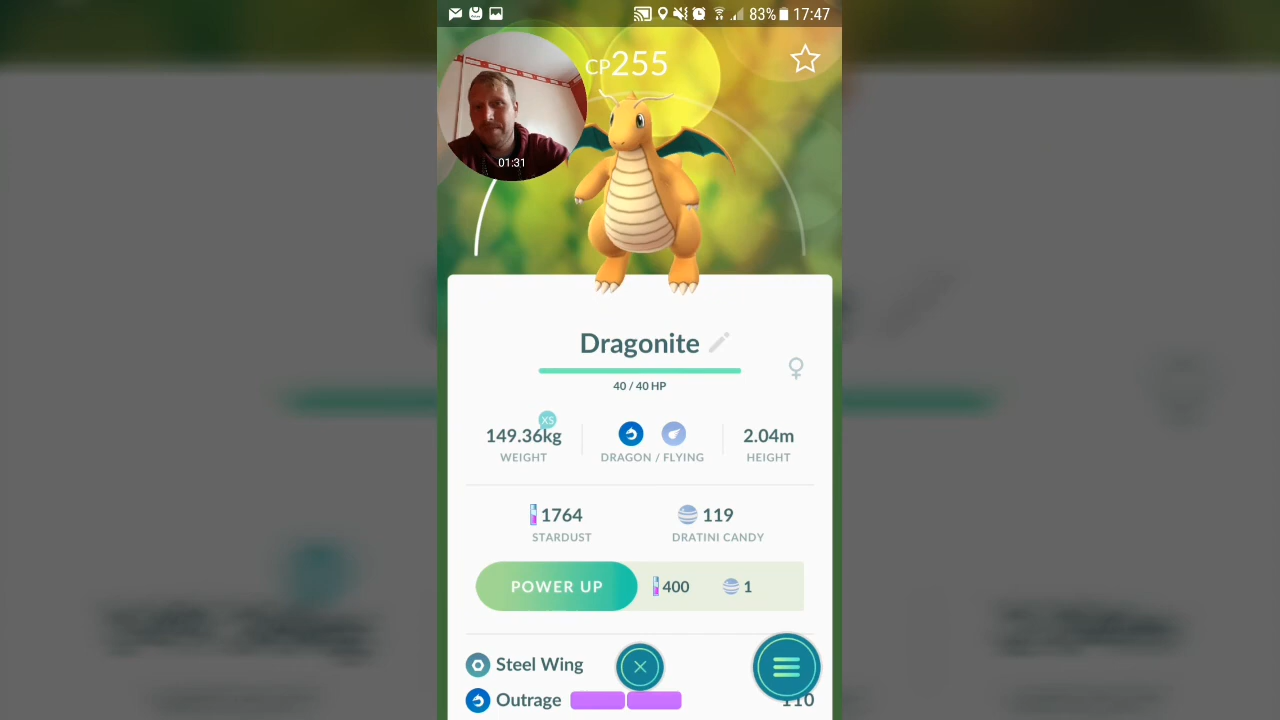 83% 17:47
CP255
01:31
Dragonite
40 / 40 HP
XS
149.36kg
WEIGHT
DRAGON / FLYING
2.04m
HEIGHT
1764
STARDUST
119
DRATINI CANDY
POWER UP
400
1
Steel Wing
Outrage
110